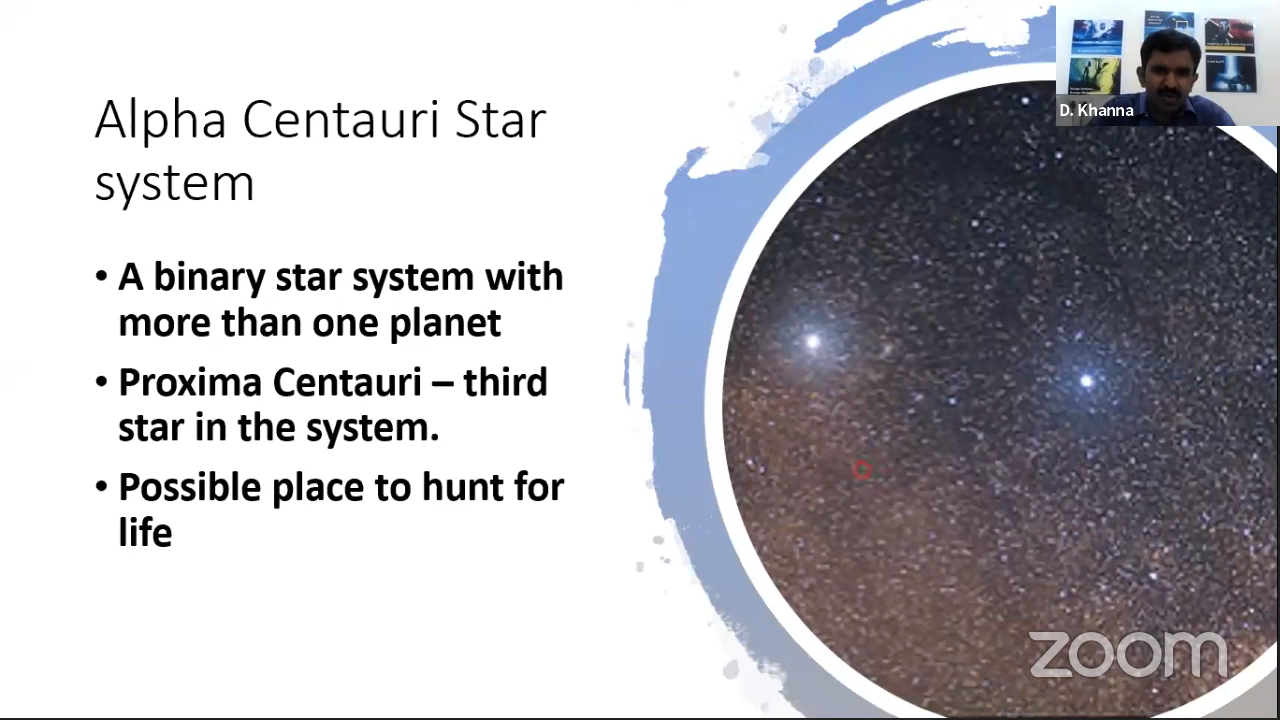 Alpha Centauri Star
system
• A binary star system with
more than one planet
• Proxima Centauri – third
star in the system.
• Possible place to hunt for
life
D. Khanna
zoom